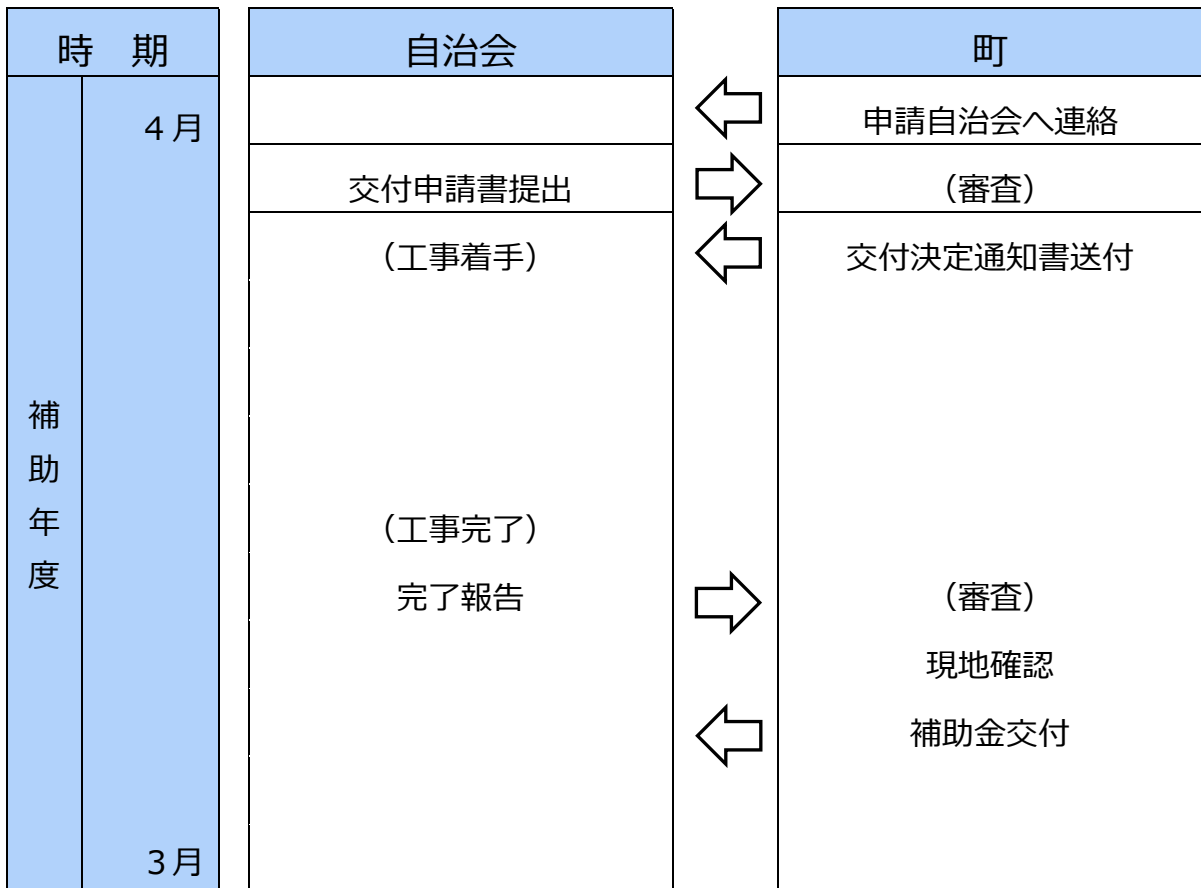 時　期 自治会 町
４月 申請自治会へ連絡
交付申請書提出 （審査）
（工事着手） 交付決定通知書送付
補助年度
（工事完了）
完了報告 （審査）
現地確認
補助金交付
３月